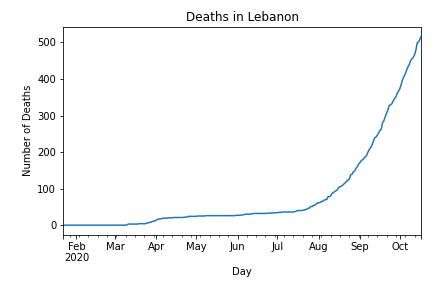 Deaths in Lebanon
Number of Deaths
500
400
300
200
100
0
Feb Mar Apr May Jun Jul Aug Sep Oct
2020
Day